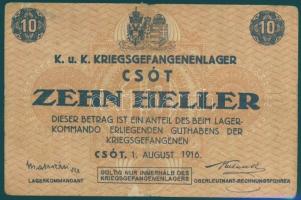 10 10
K. u. K. KRIEGSGEFANGENENLAGER
CSÓT
ZEHN HELLER
DIESER BETRAG IST EIN ANTEIL DES BEIM LAGER-
KOMMANDO ERLIEGENDEN GUTHABENS DER
KRIEGSGEFANGENEN
CSÓT, 1. AUGUST 1916.
LAGERKOMMANDANT
GÜLTIG NUR INNERHALB DES
KRIEGSGEFANGENENLAGERS
OBERLEUTNANT-RECHNUNGSFÜHRER